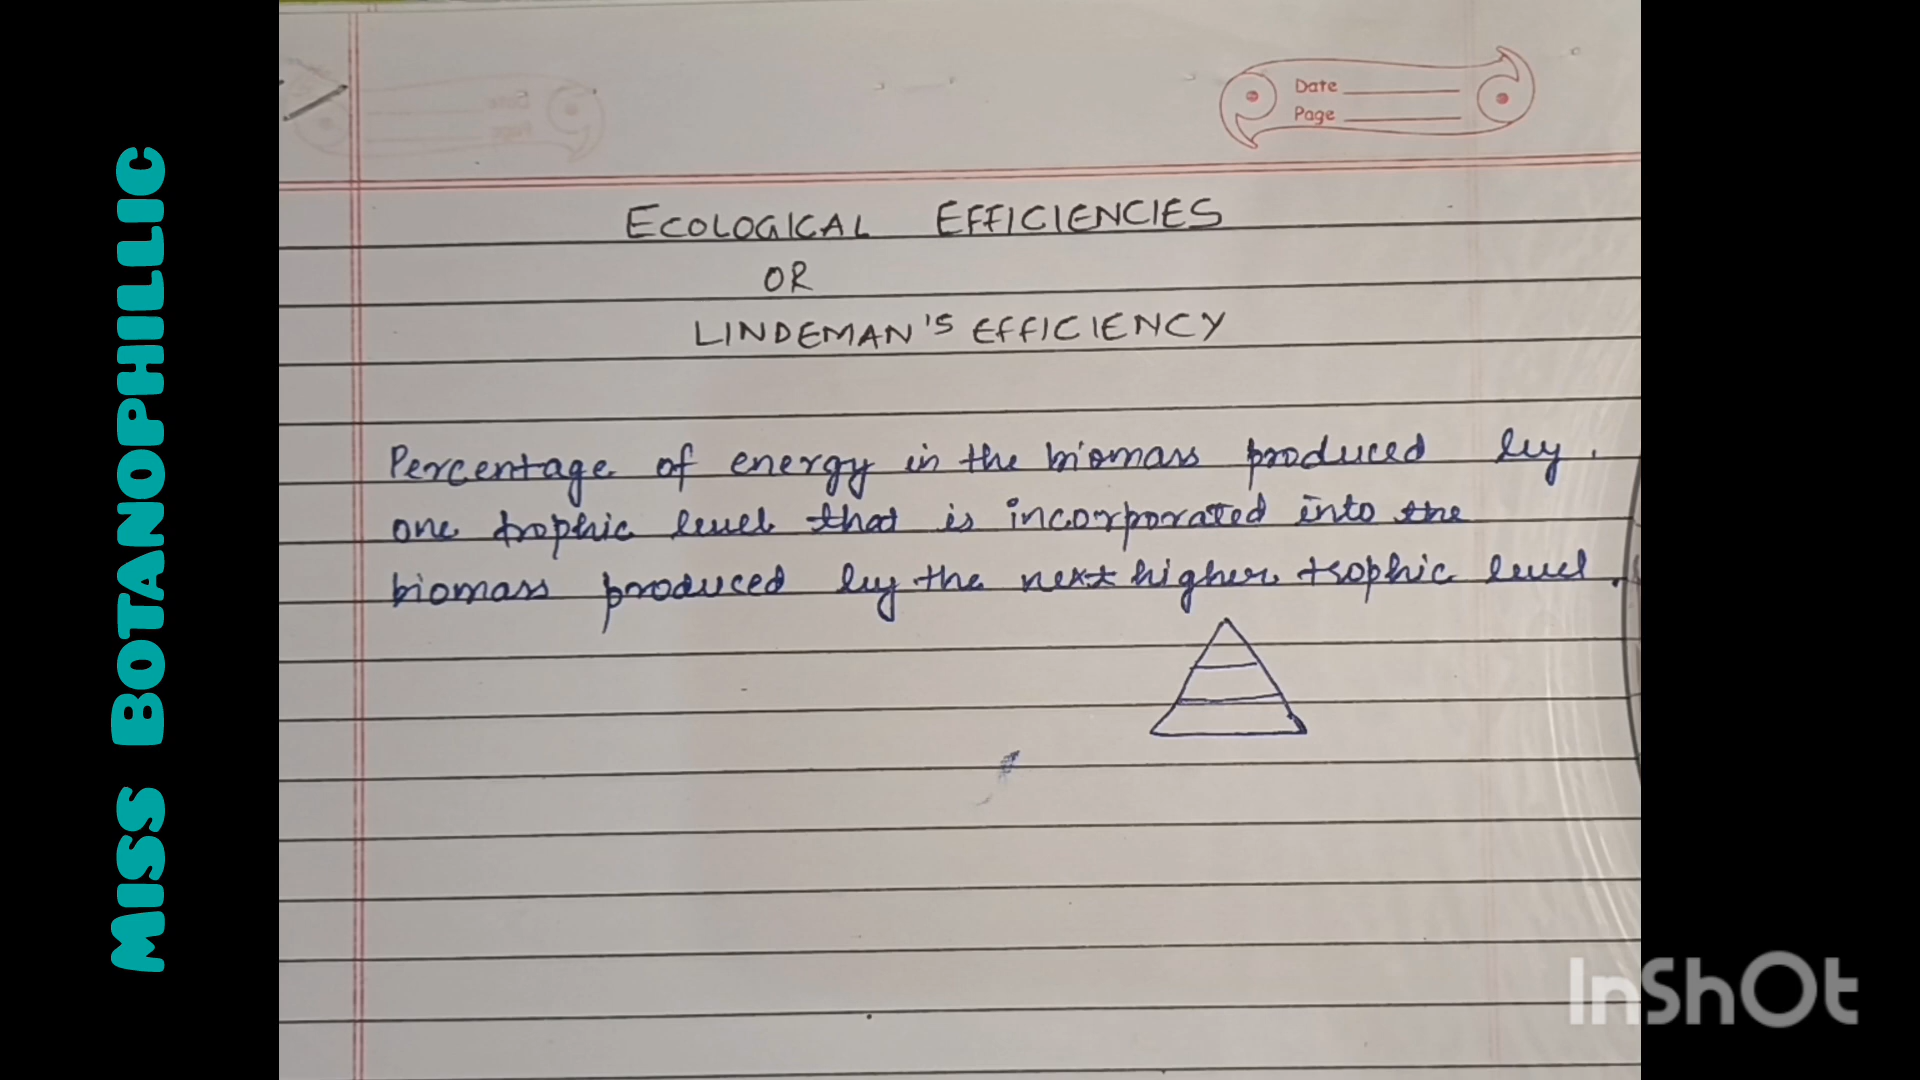 MISS BOTANOPHILLIC
Date
Page
ECOLOGICAL EFFICIENCIES
OR
LINDEMAN'S EFFICIENCY
Percentage of energy in the biomass produced by
one trophic level that is incorporated into the
biomass produced by the next higher trophic level.
InShOt